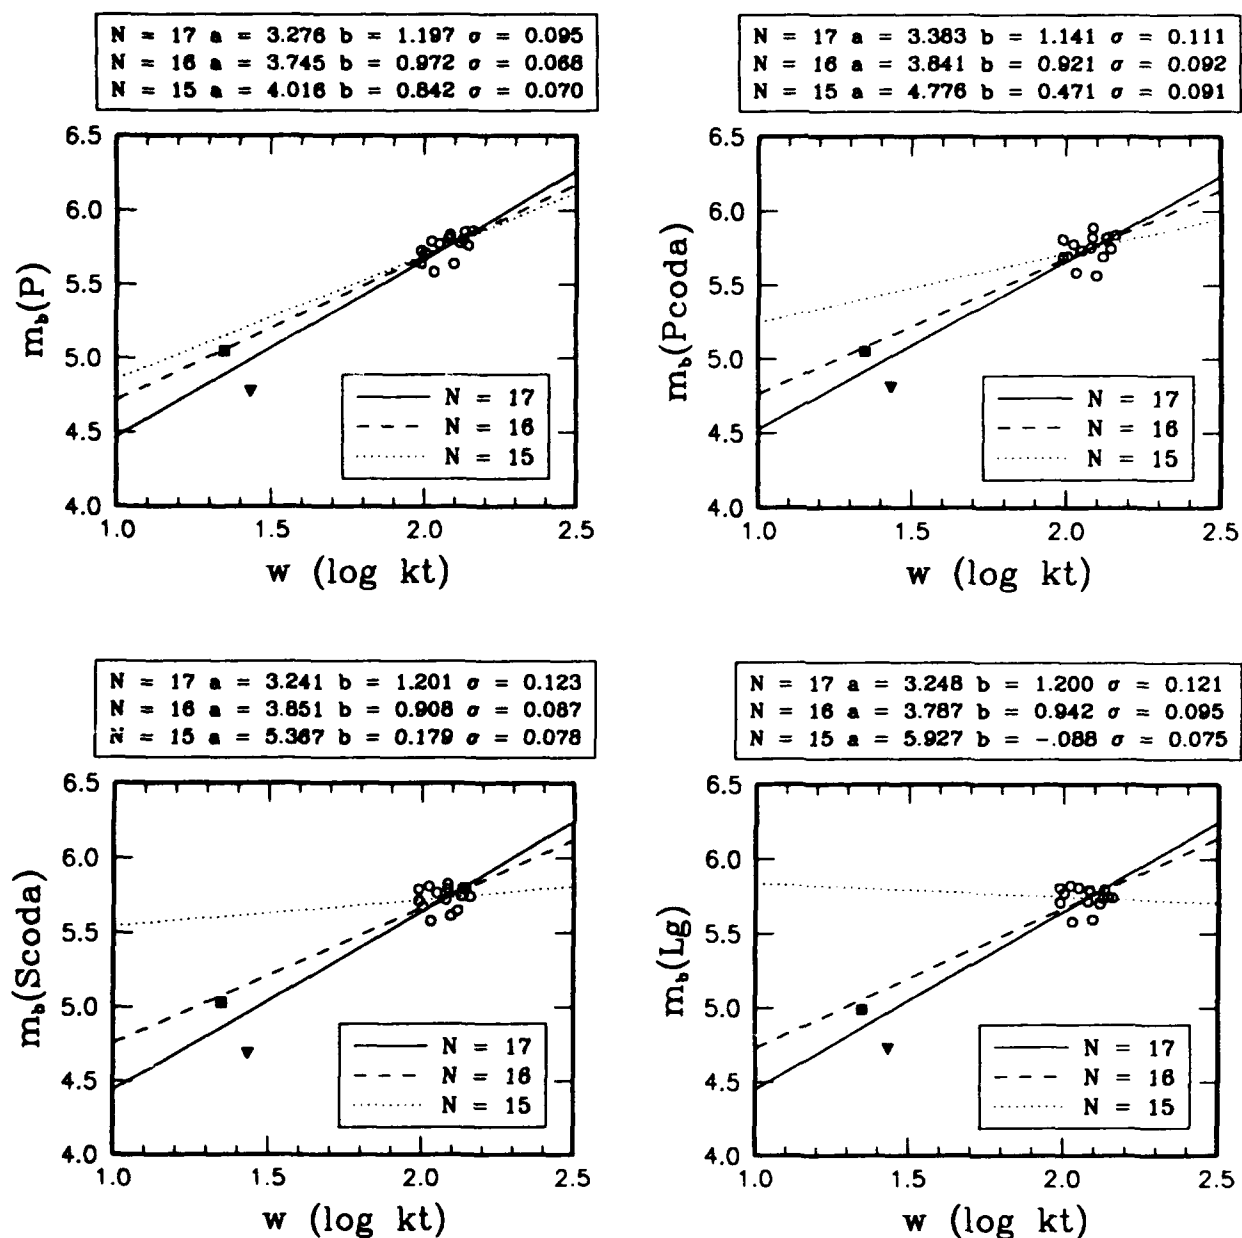 N = 17 a = 3.276 b = 1.197 σ = 0.095
N = 16 a = 3.745 b = 0.972 σ = 0.068
N = 15 a = 4.016 b = 0.842 σ = 0.070
6.5
6.0
5.5
5.0
4.5
4.0
m_b(P)
N = 17
N = 16
N = 15
1.0 1.5 2.0 2.5
w (log kt)
N = 17 a = 3.383 b = 1.141 σ = 0.111
N = 16 a = 3.841 b = 0.921 σ = 0.092
N = 15 a = 4.776 b = 0.471 σ = 0.091
6.5
6.0
5.5
5.0
4.5
4.0
m_b(Pcoda)
N = 17
N = 16
N = 15
1.0 1.5 2.0 2.5
w (log kt)
N = 17 a = 3.241 b = 1.201 σ = 0.123
N = 16 a = 3.851 b = 0.908 σ = 0.087
N = 15 a = 5.367 b = 0.179 σ = 0.078
6.5
6.0
5.5
5.0
4.5
4.0
m_b(Scoda)
N = 17
N = 16
N = 15
1.0 1.5 2.0 2.5
w (log kt)
N = 17 a = 3.248 b = 1.200 σ = 0.121
N = 16 a = 3.787 b = 0.942 σ = 0.095
N = 15 a = 5.927 b = -.088 σ = 0.075
6.5
6.0
5.5
5.0
4.5
4.0
m_b(Lg)
N = 17
N = 16
N = 15
1.0 1.5 2.0 2.5
w (log kt)